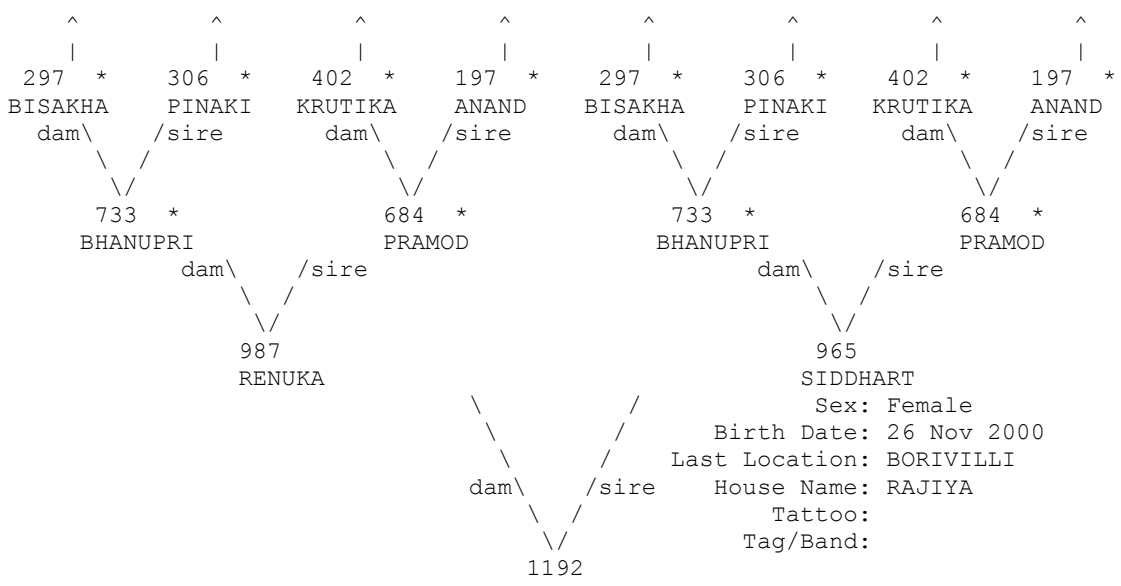 ^ ^ ^ ^ ^ ^ ^ ^
| | | | | | | |
297 * 306 * 402 * 197 * 297 * 306 * 402 * 197 *
BISAKHA PINAKI KRUTIKA ANAND BISAKHA PINAKI KRUTIKA ANAND
dam\ /sire dam\ /sire dam\ /sire dam\ /sire
\ / \ / \ / \ /
\/ \/ \/ \/
733 * 684 * 733 * 684 *
BHANUPRI PRAMOD BHANUPRI PRAMOD
dam\ /sire dam\ /sire
\ / \ /
\/ \/
987 965
RENUKA SIDDHART
\ / Sex: Female
\ / Birth Date: 26 Nov 2000
\ / Last Location: BORIVILLI
dam\ /sire House Name: RAJIYA
\ / Tattoo:
\/ Tag/Band:
1192